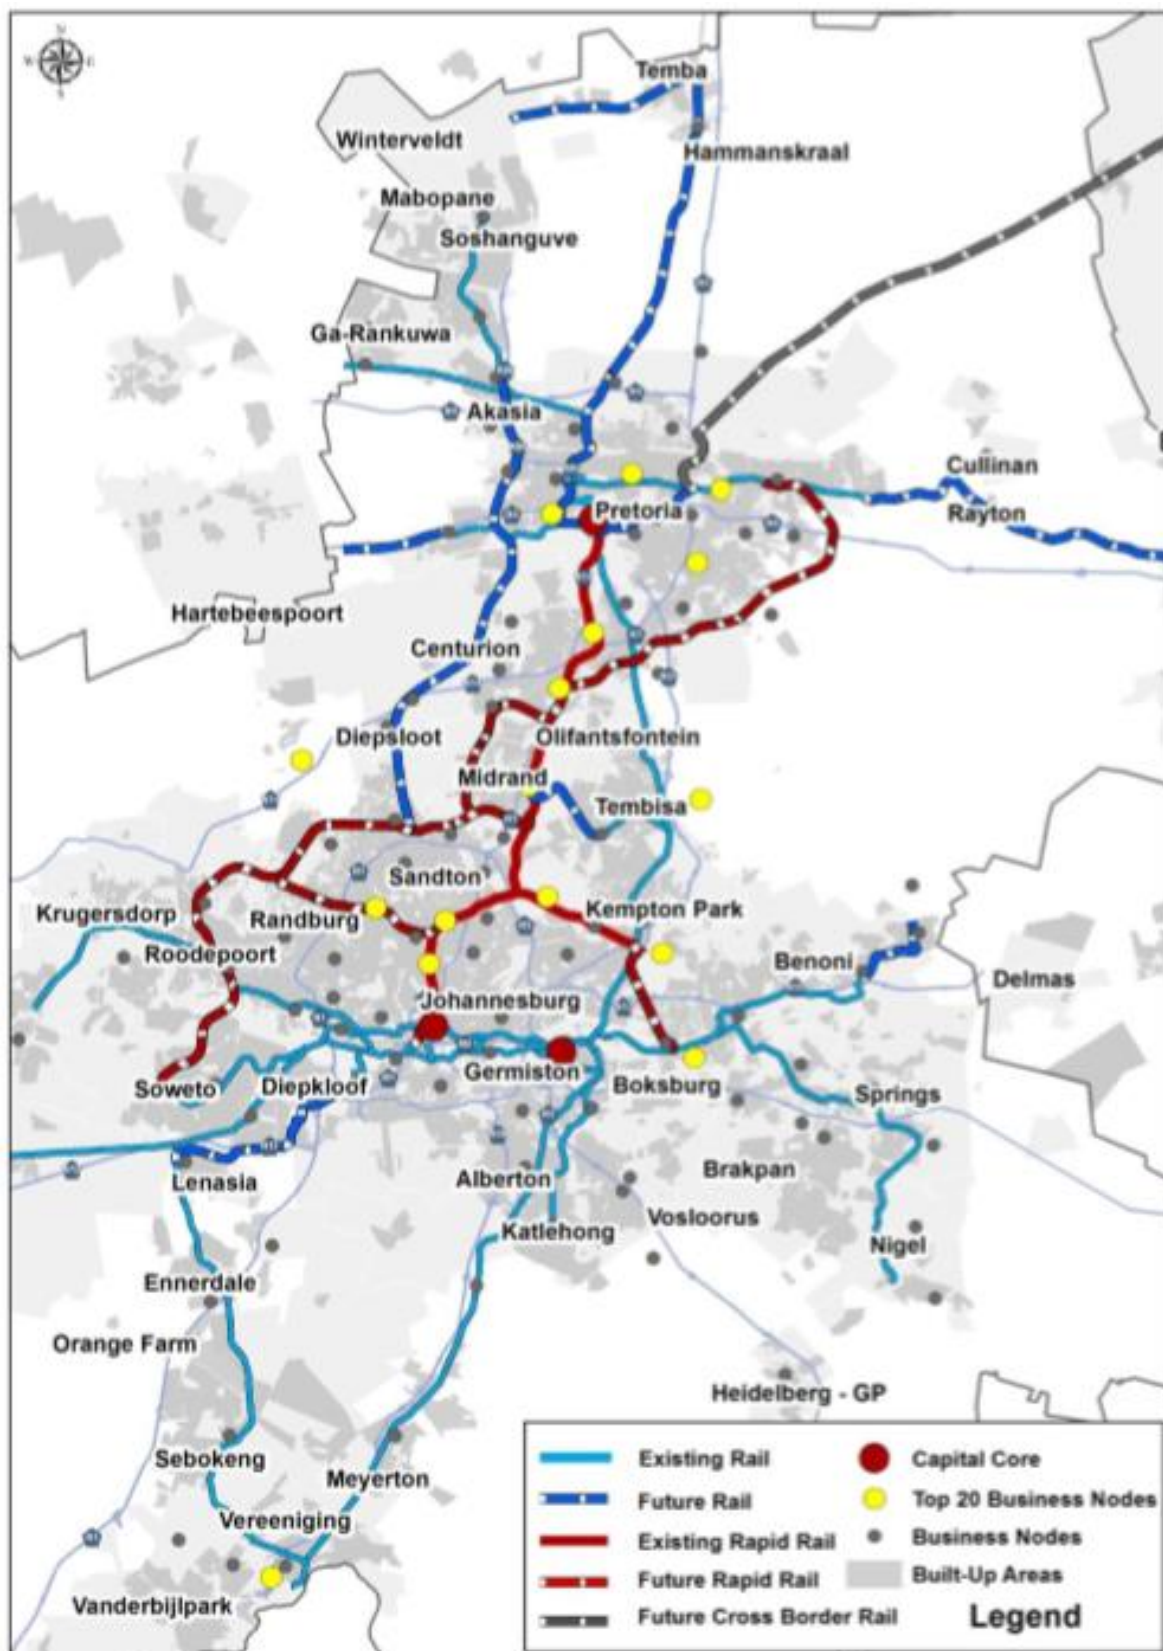 N
W E
S
Temba
Winterveldt
Hammanskraal
Mabopane
Soshanguve
Ga-Rankuwa
Akasia
Cullinan
Pretoria
Rayton
Hartebeespoort
Centurion
Diepsloot
Olifantsfontein
Midrand
Tembisa
Sandton
Krugersdorp
Randburg
Kempton Park
Roodepoort
Benoni
Delmas
Johannesburg
Soweto
Diepkloof
Germiston
Boksburg
Springs
Lenasia
Alberton
Brakpan
Katlehong
Vosloorus
Nigel
Ennerdale
Orange Farm
Heidelberg - GP
Sebokeng
Meyerton
Vereeniging
Vanderbijlpark
Existing Rail
Future Rail
Existing Rapid Rail
Future Rapid Rail
Future Cross Border Rail
Capital Core
Top 20 Business Nodes
Business Nodes
Built-Up Areas
Legend